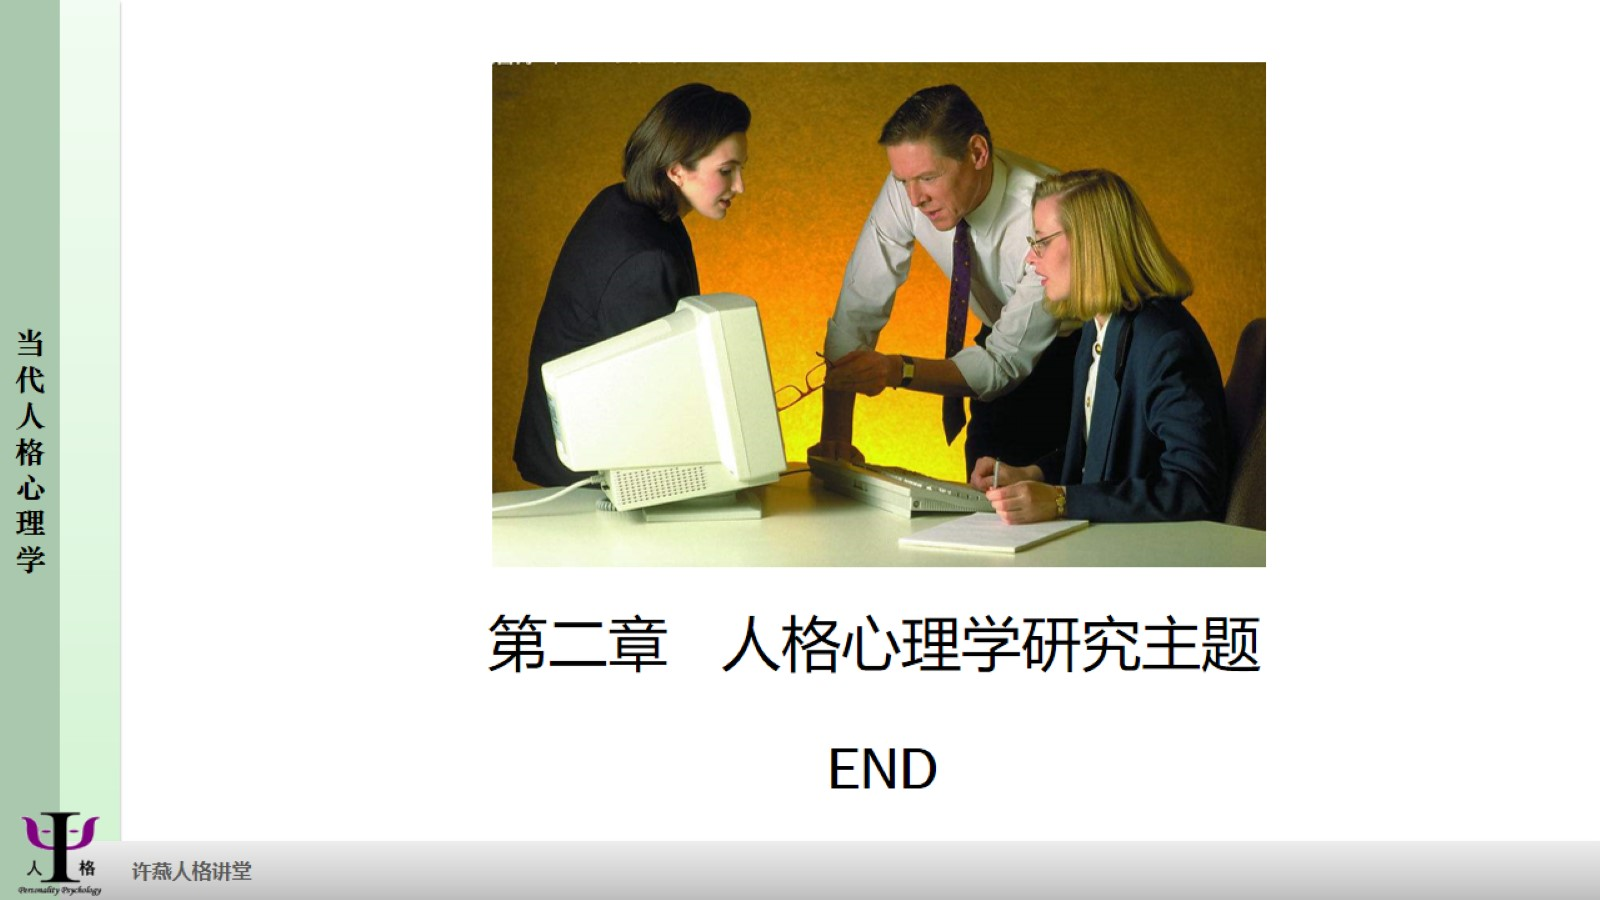 当代人格心理学
第二章 人格心理学研究主题
END
人格
Personality Psychology
许燕人格讲堂